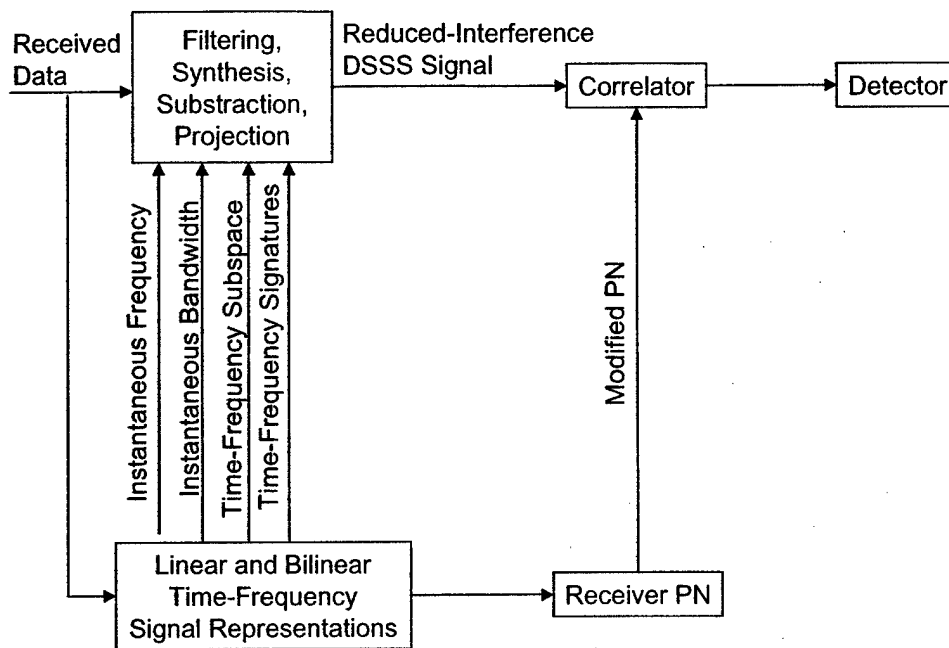 Received
Data
Filtering,
Synthesis,
Substraction,
Projection
Reduced-Interference
DSSS Signal
Correlator
Detector
Instantaneous Frequency
Instantaneous Bandwidth
Time-Frequency Subspace
Time-Frequency Signatures
Modified PN
Linear and Bilinear
Time-Frequency
Signal Representations
Receiver PN